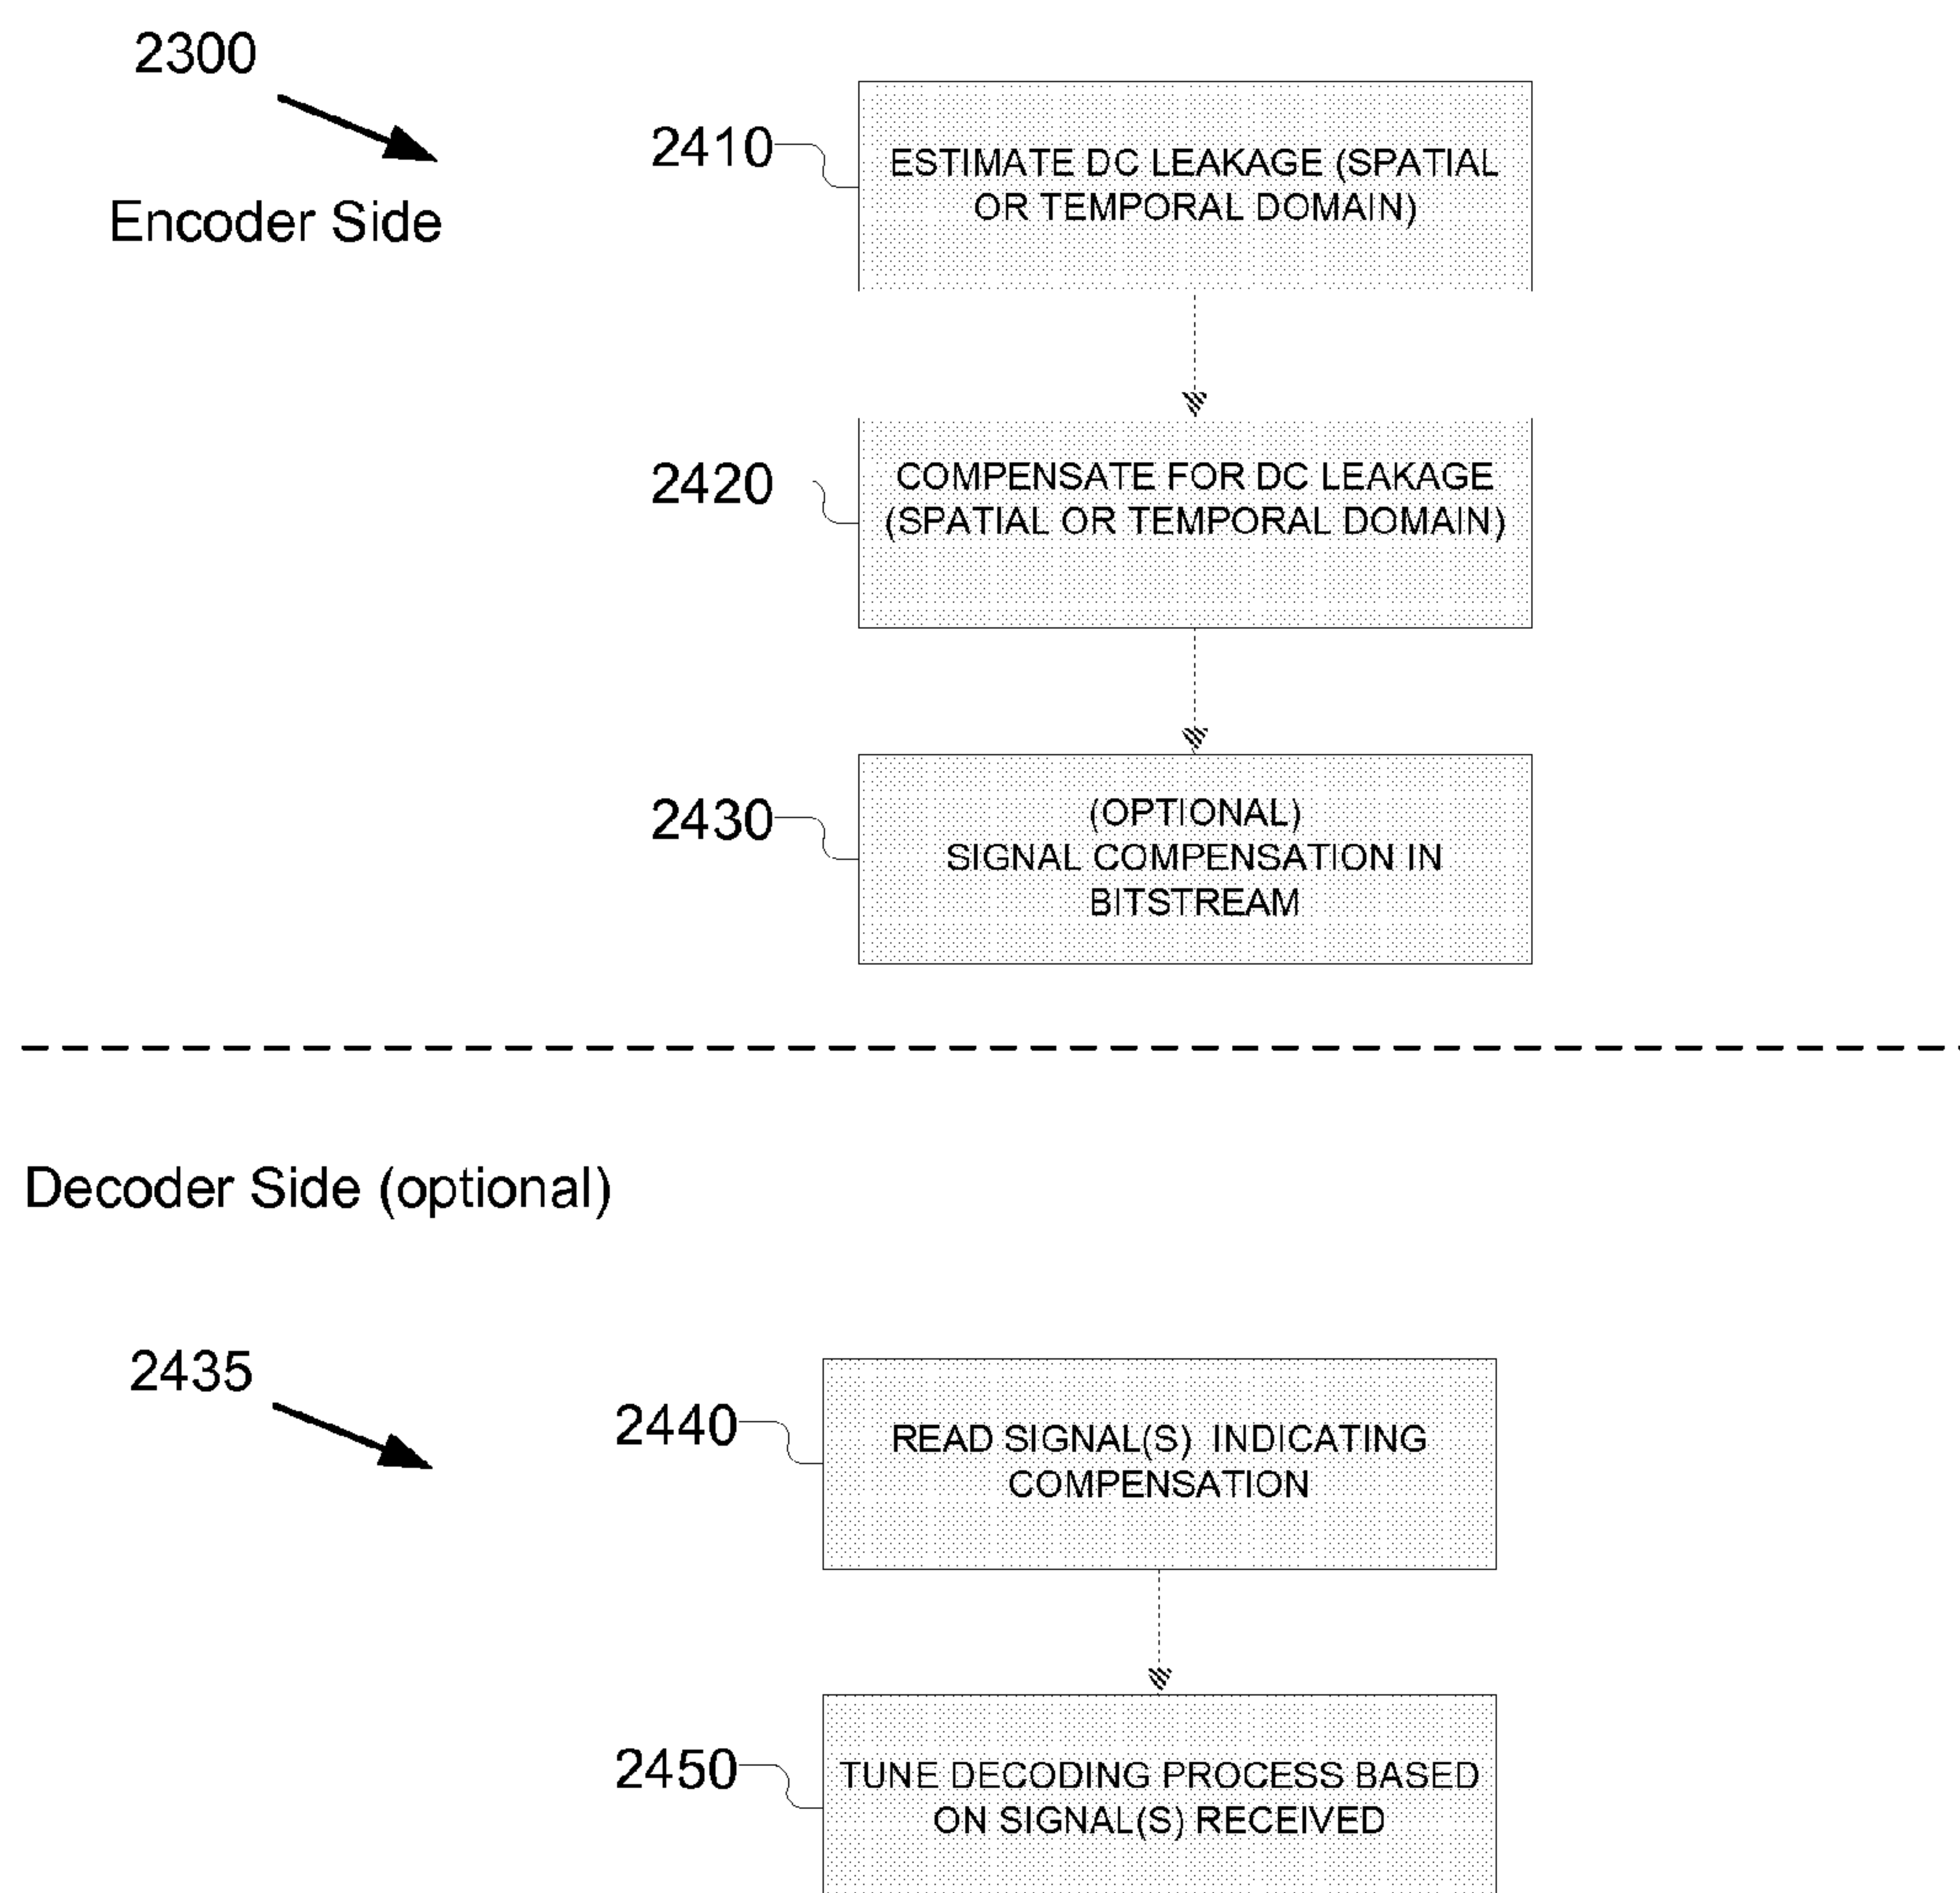 2300
Encoder Side
2410
ESTIMATE DC LEAKAGE (SPATIAL
OR TEMPORAL DOMAIN)
2420
COMPENSATE FOR DC LEAKAGE
(SPATIAL OR TEMPORAL DOMAIN)
2430
(OPTIONAL)
SIGNAL COMPENSATION IN
BITSTREAM
Decoder Side (optional)
2435
2440
READ SIGNAL(S) INDICATING
COMPENSATION
2450
TUNE DECODING PROCESS BASED
ON SIGNAL(S) RECEIVED